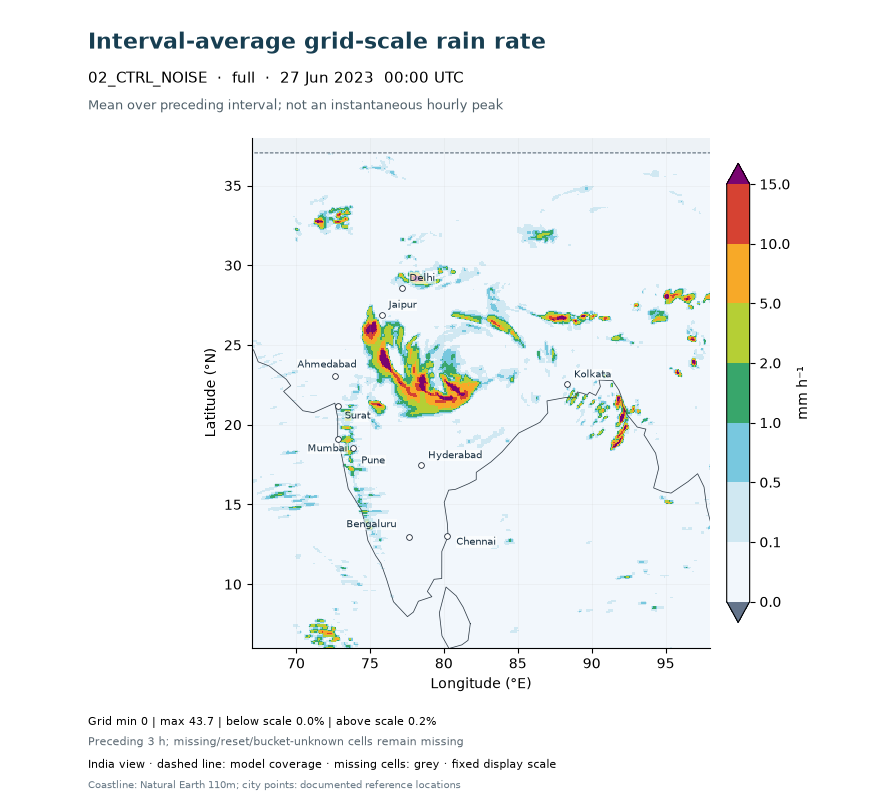 Interval-average grid-scale rain rate
02_CTRL_NOISE · full · 27 Jun 2023 00:00 UTC
Mean over preceding interval; not an instantaneous hourly peak
35
30
25
20
15
10
Latitude (°N)
70 75 80 85 90 95
Longitude (°E)
Delhi
Jaipur
Ahmedabad
Kolkata
Surat
Mumbai
Pune
Hyderabad
Bengaluru
Chennai
15.0
10.0
5.0
2.0
1.0
0.5
0.1
0.0
mm h⁻¹
Grid min 0 | max 43.7 | below scale 0.0% | above scale 0.2%
Preceding 3 h; missing/reset/bucket-unknown cells remain missing
India view · dashed line: model coverage · missing cells: grey · fixed display scale
Coastline: Natural Earth 110m; city points: documented reference locations